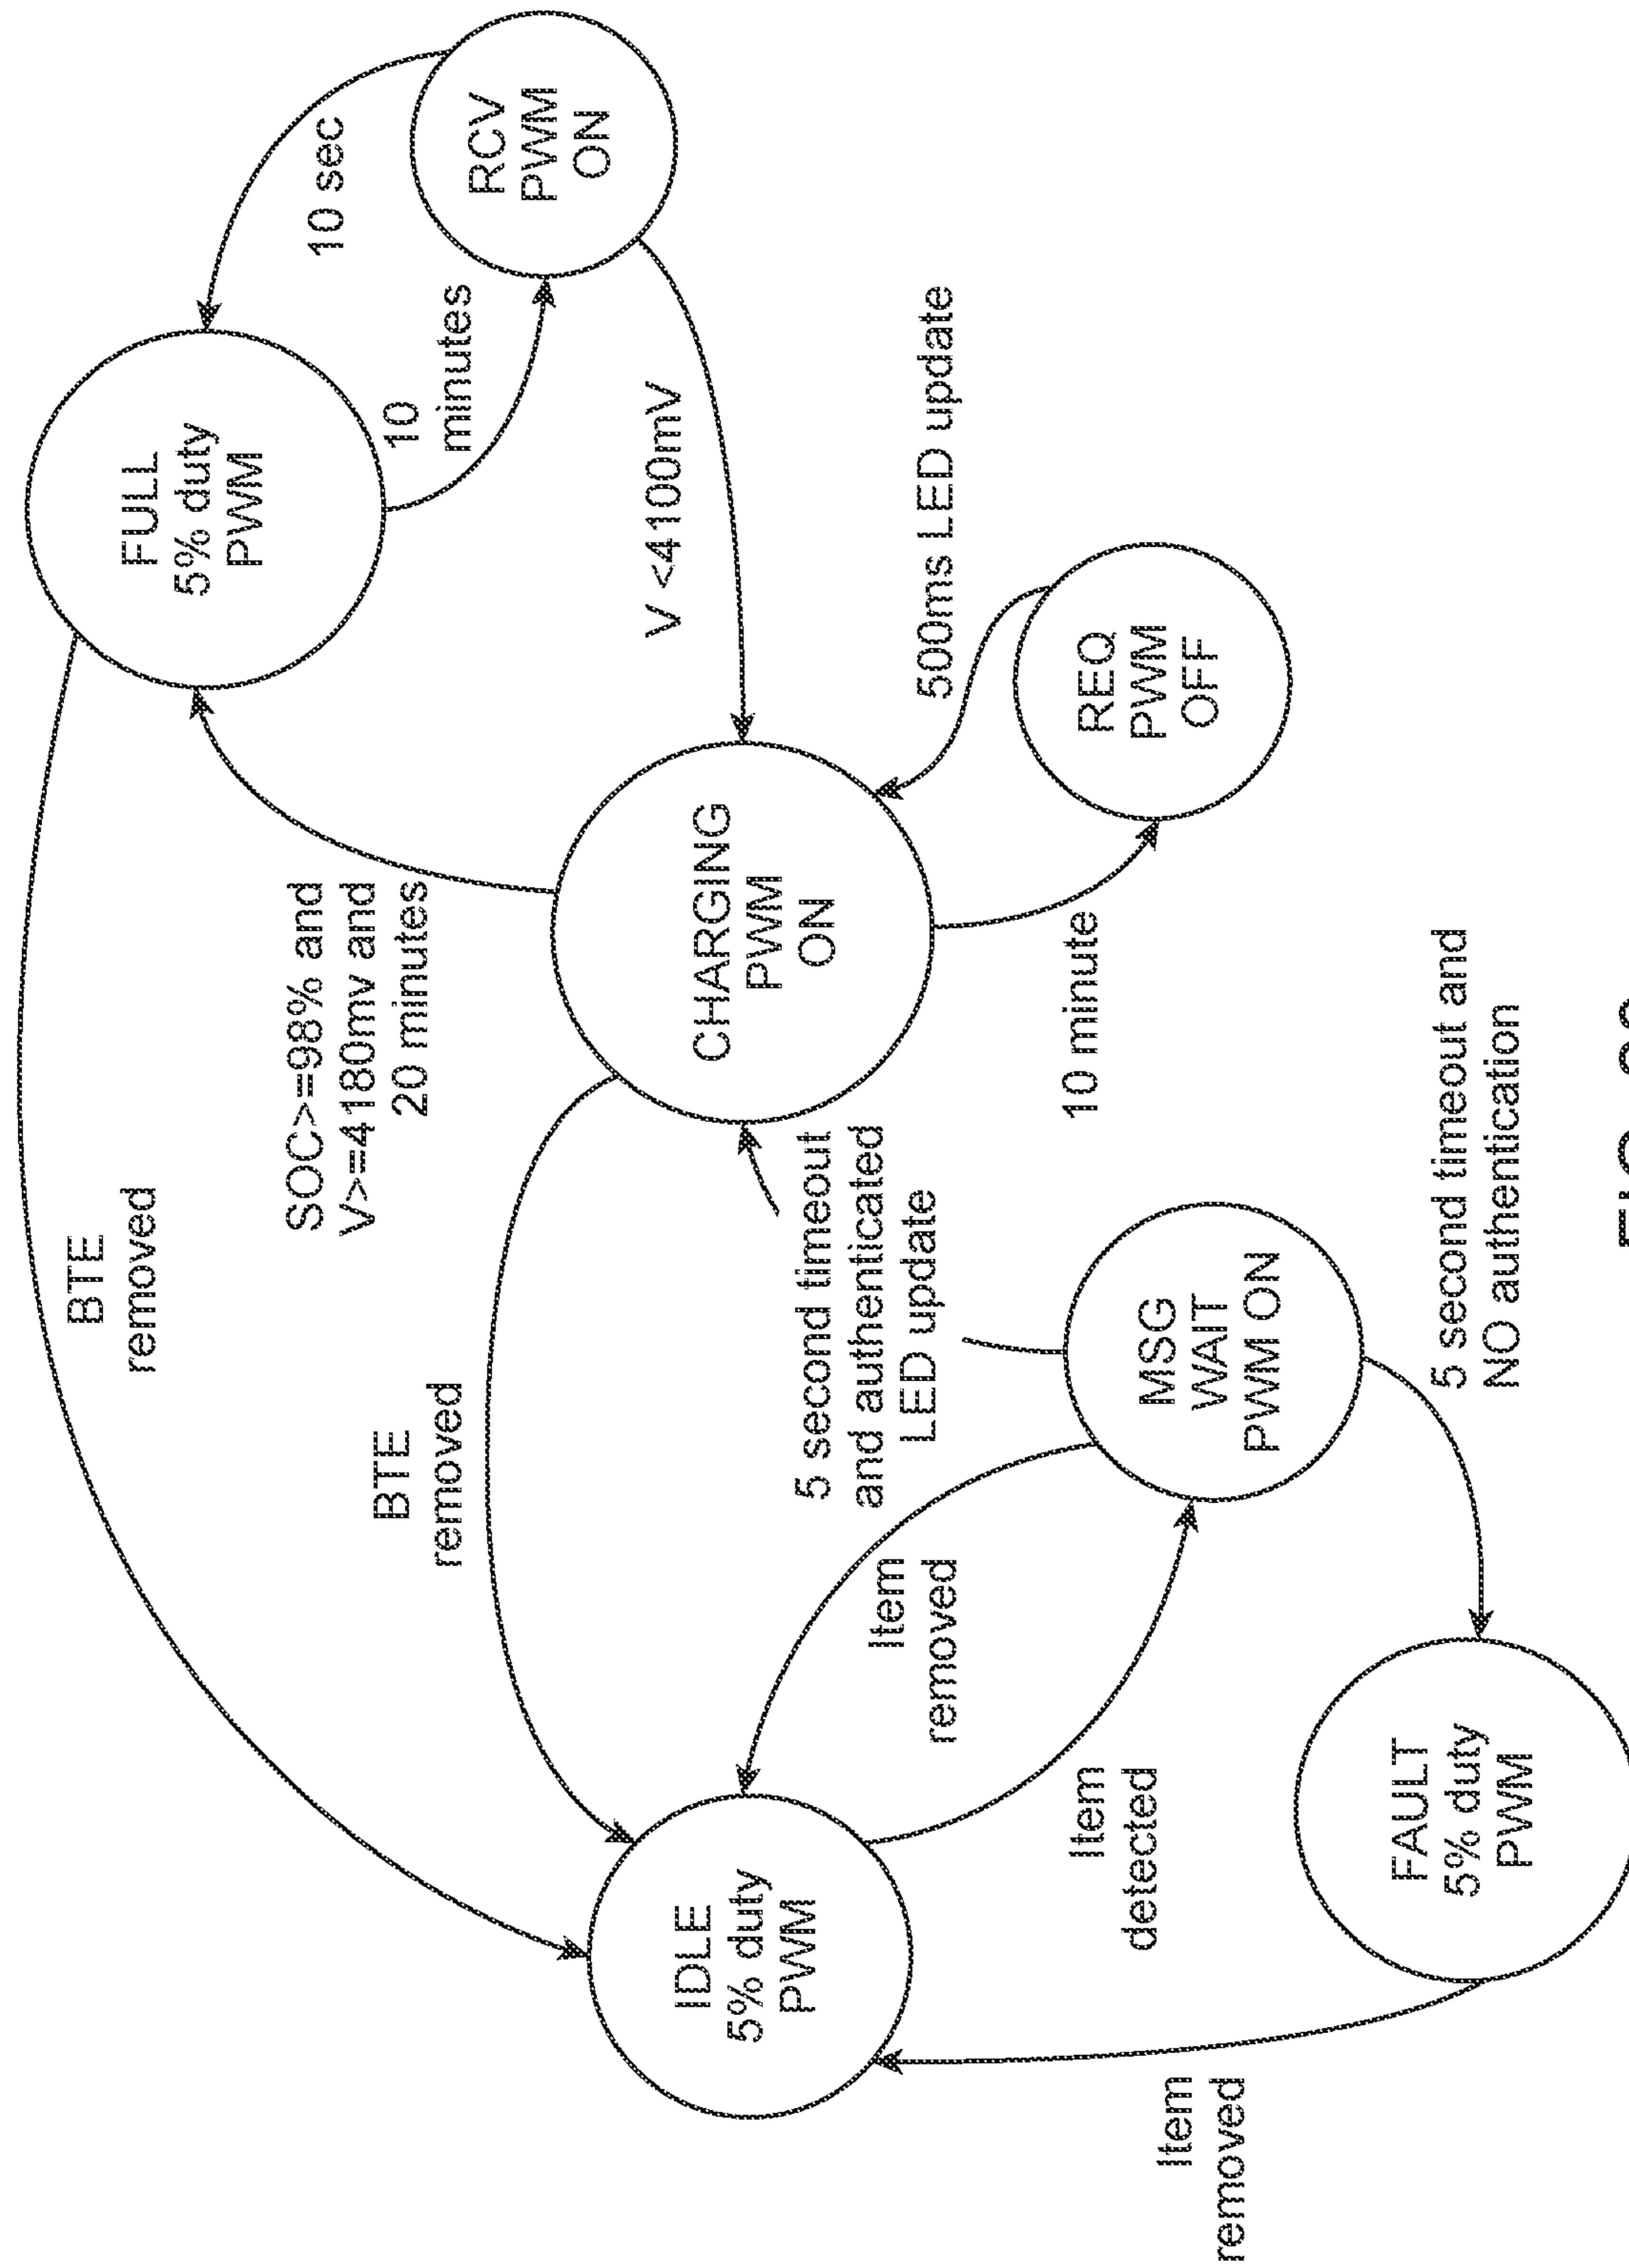 BTE
removed
FULL
5% duty
PWM
SOC>=98% and
V>=4180mv and
20 minutes
10 sec
BTE
removed
10
minutes
RCV
PWM
ON
V <4100mV
IDLE
5% duty
PWM
CHARGING
PWM
ON
5 second timeout
and authenticated
LED update
Item
removed
500ms LED update
Item
detected
10 minute
REQ
PWM
OFF
MSG
WAIT
PWM ON
Item
removed
FAULT
5% duty
PWM
5 second timeout and
NO authentication